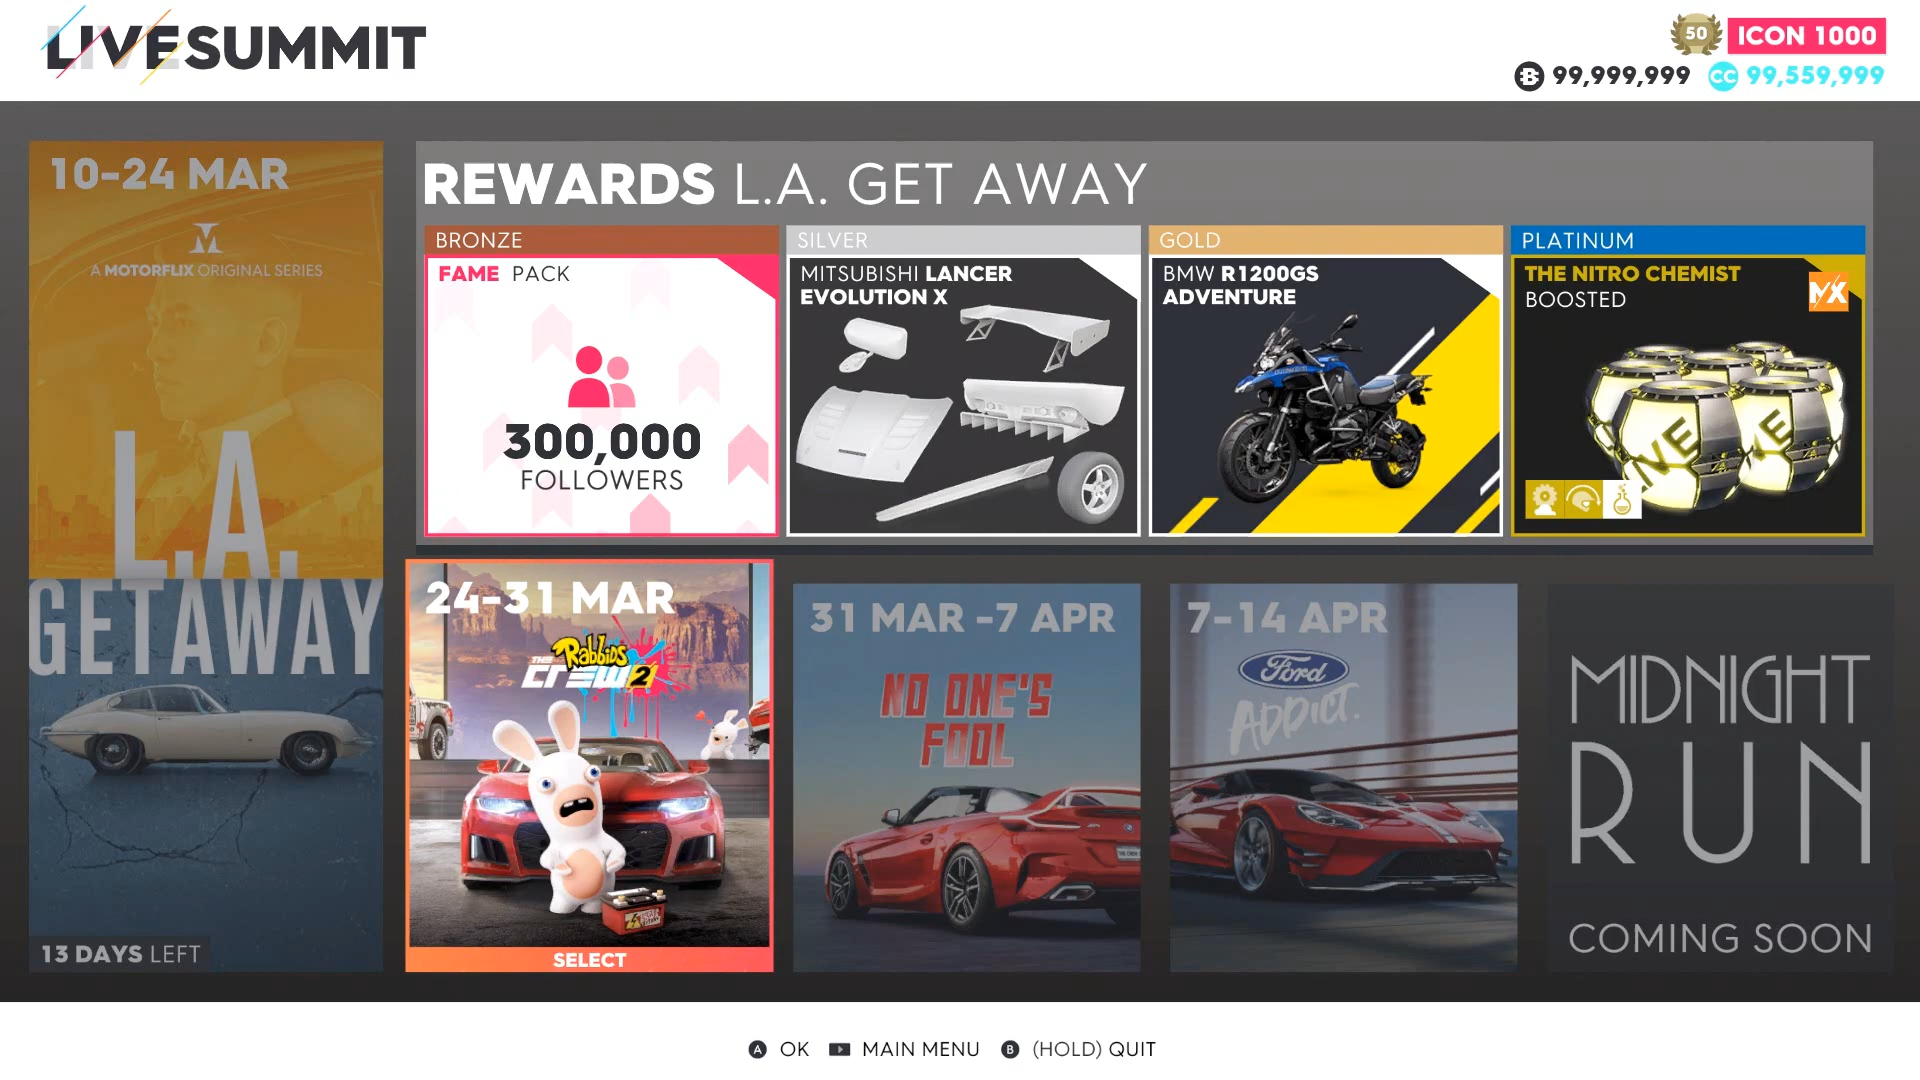 LIVESUMMIT
50 ICON 1000
99,999,999 CC 99,559,999
10-24 MAR
A MOTORFLIX ORIGINAL SERIES
L.A.
GETAWAY
13 DAYS LEFT
REWARDS L.A. GET AWAY
BRONZE
FAME PACK
300,000
FOLLOWERS
SILVER
MITSUBISHI LANCER
EVOLUTION X
GOLD
BMW R1200GS
ADVENTURE
PLATINUM
THE NITRO CHEMIST
BOOSTED
MX
LIVE
24-31 MAR
Rabbids
THE CREW 2
SELECT
31 MAR -7 APR
NO ONE'S
FOOL
7-14 APR
Ford
ADDICT.
MIDNIGHT
RUN
COMING SOON
A OK MAIN MENU B (HOLD) QUIT